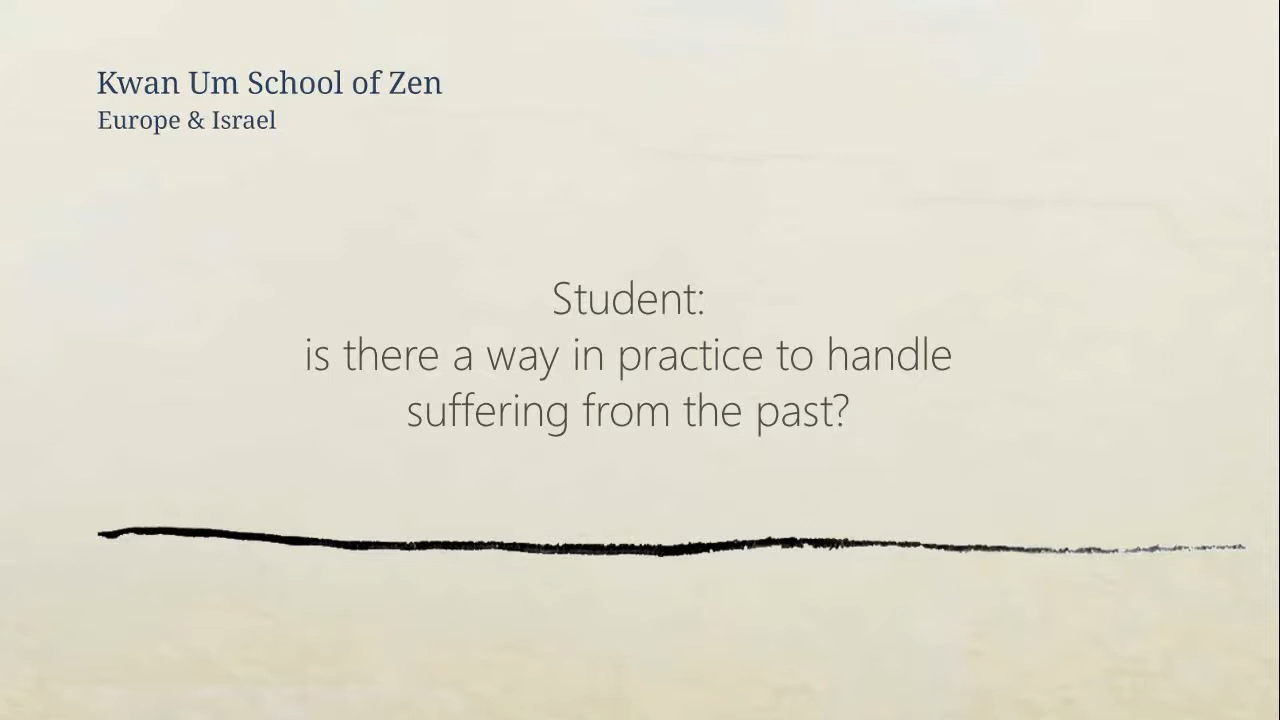 Kwan Um School of Zen
Europe & Israel
Student:
is there a way in practice to handle
suffering from the past?